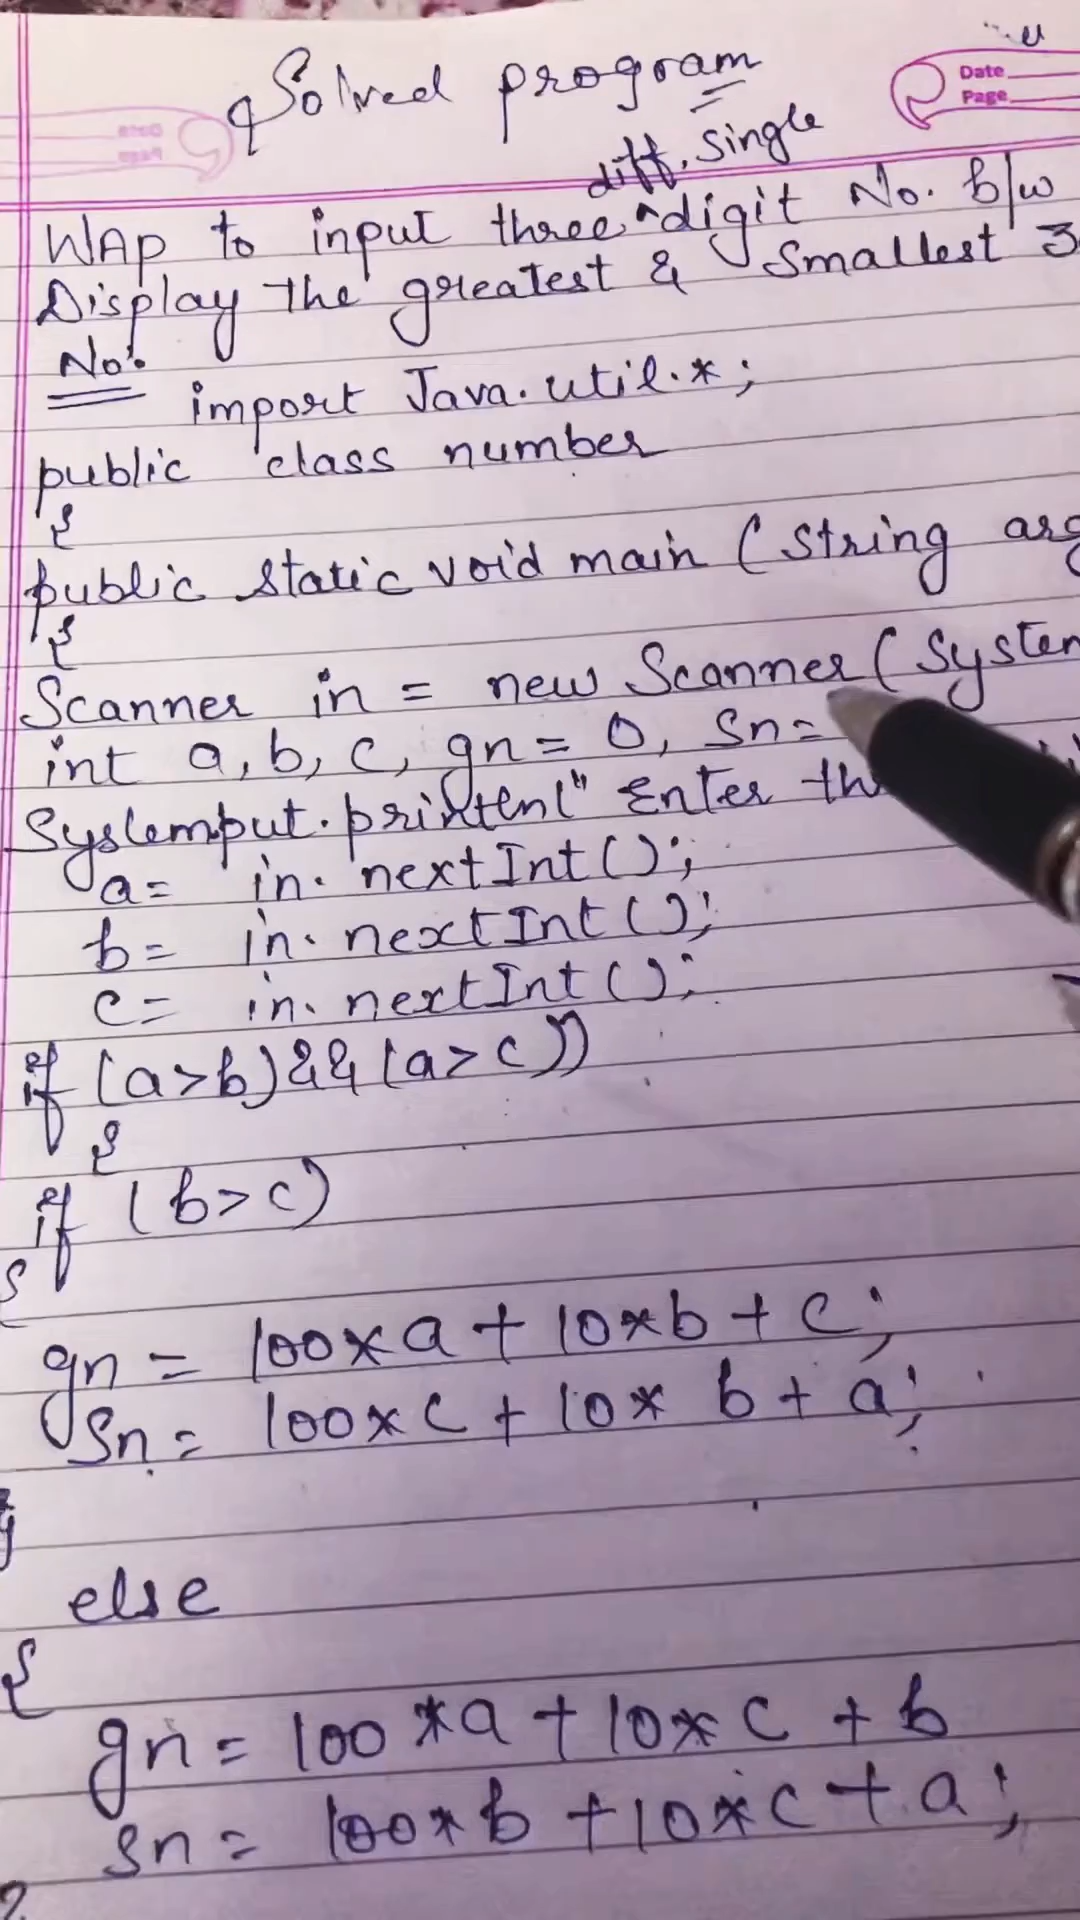 Solved program
Date
Page
diff. single
WAP to input three ^ digit No. b/w
Display the greatest & Smallest 3
No.
import Java.util.*;
public class number
{
public static void main (String arg
{
Scanner in = new Scanner (System
int a, b, c, gn = 0, Sn =
System.out.println(" Enter th
a = in. nextInt();
b = in. nextInt();
c = in. nextInt();
if (a>b)&&(a>c))
{
if (b>c)
{
gn = 100*a + 10*b + c;
Sn = 100*c + 10* b + a;
}
else
{
gn = 100*a + 10*c + b
Sn = 100*b + 10*c + a;